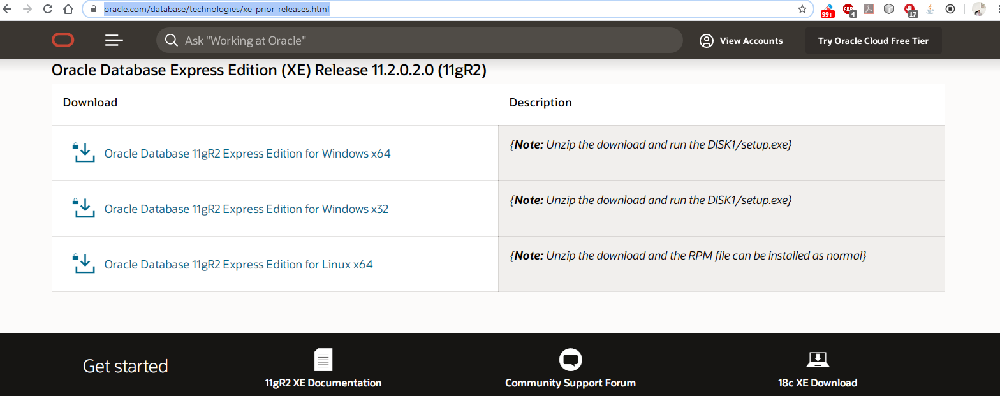 oracle.com/database/technologies/xe-prior-releases.html
99+
ABP
4
17
Ask "Working at Oracle"
View Accounts
Try Oracle Cloud Free Tier
Oracle Database Express Edition (XE) Release 11.2.0.2.0 (11gR2)
Download
Description
Oracle Database 11gR2 Express Edition for Windows x64
{Note: Unzip the download and run the DISK1/setup.exe}
Oracle Database 11gR2 Express Edition for Windows x32
{Note: Unzip the download and run the DISK1/setup.exe}
Oracle Database 11gR2 Express Edition for Linux x64
{Note: Unzip the download and the RPM file can be installed as normal}
Get started
11gR2 XE Documentation
Community Support Forum
18c XE Download